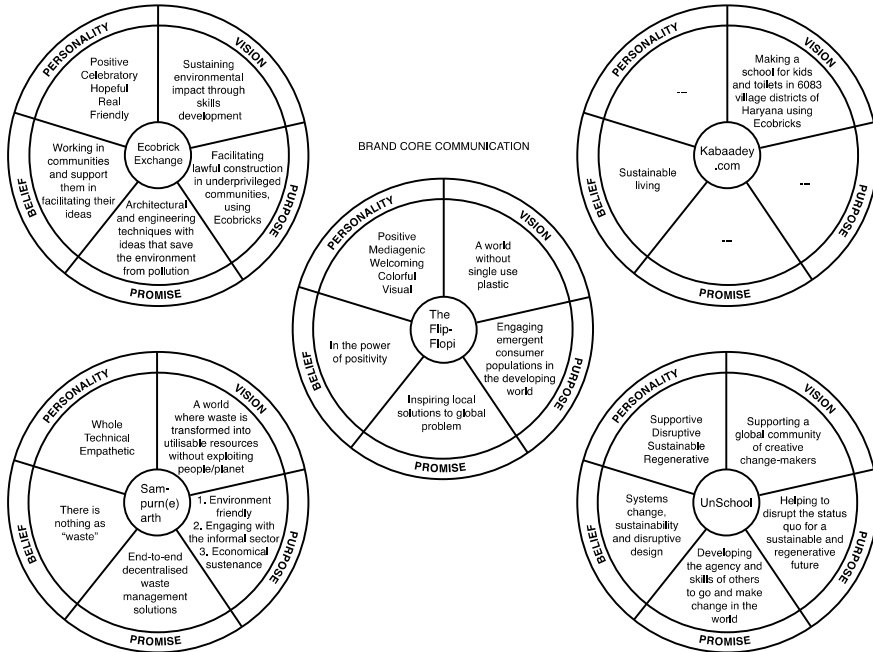 PERSONALITY
VISION
PURPOSE
PROMISE
BELIEF
Positive
Celebratory
Hopeful
Real
Friendly
Sustaining
environmental
impact through
skills
development
Facilitating
lawful construction
in underprivileged
communities,
using
Ecobricks
Architectural
and engineering
techniques with
ideas that save
the environment
from pollution
Working in
communities
and support
them in
facilitating their
ideas
Ecobrick
Exchange
PERSONALITY
VISION
PURPOSE
PROMISE
BELIEF
---
Making a
school for kids
and toilets in 6083
village districts of
Haryana using
Ecobricks
---
---
Sustainable
living
Kabaadey
.com
BRAND CORE COMMUNICATION
PERSONALITY
VISION
PURPOSE
PROMISE
BELIEF
Positive
Mediagenic
Welcoming
Colorful
Visual
A world
without
single use
plastic
Engaging
emergent
consumer
populations in
the developing
world
Inspiring local
solutions to global
problem
In the power
of positivity
The
Flip-
Flopi
PERSONALITY
VISION
PURPOSE
PROMISE
BELIEF
Whole
Technical
Empathetic
A world
where waste is
transformed into
utilisable resources
without exploiting
people/planet
1. Environment
friendly
2. Engaging with
the informal sector
3. Economical
sustenance
End-to-end
decentralised
waste
management
solutions
There is
nothing as
“waste”
Sam-
purn(e)
arth
PERSONALITY
VISION
PURPOSE
PROMISE
BELIEF
Supportive
Disruptive
Sustainable
Regenerative
Supporting a
global community
of creative
change-makers
Helping to
disrupt the status
quo for a
sustainable and
regenerative
future
Developing
the agency and
skills of others
to go and make
change in the
world
Systems
change,
sustainability
and disruptive
design
UnSchool